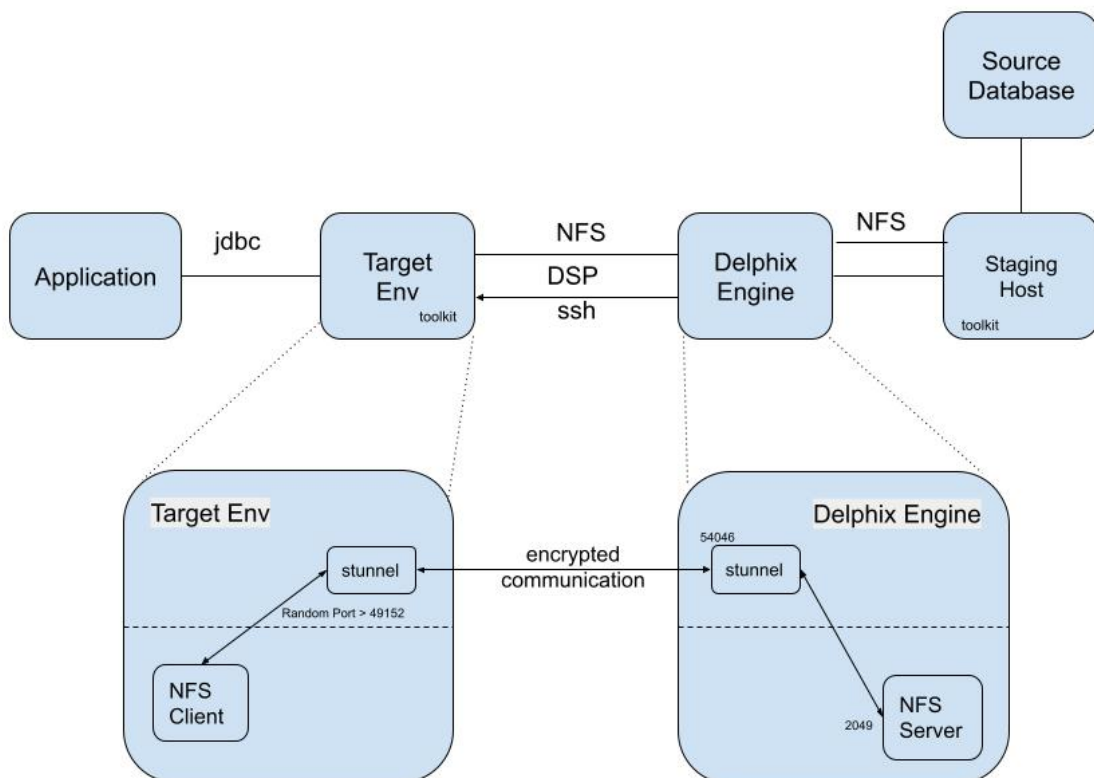 Source
Database
Application
jdbc
Target
Env
toolkit
NFS
DSP
ssh
Delphix
Engine
NFS
Staging
Host
toolkit
Target Env
stunnel
Random Port > 49152
NFS
Client
encrypted
communication
Delphix Engine
54046
stunnel
2049
NFS
Server